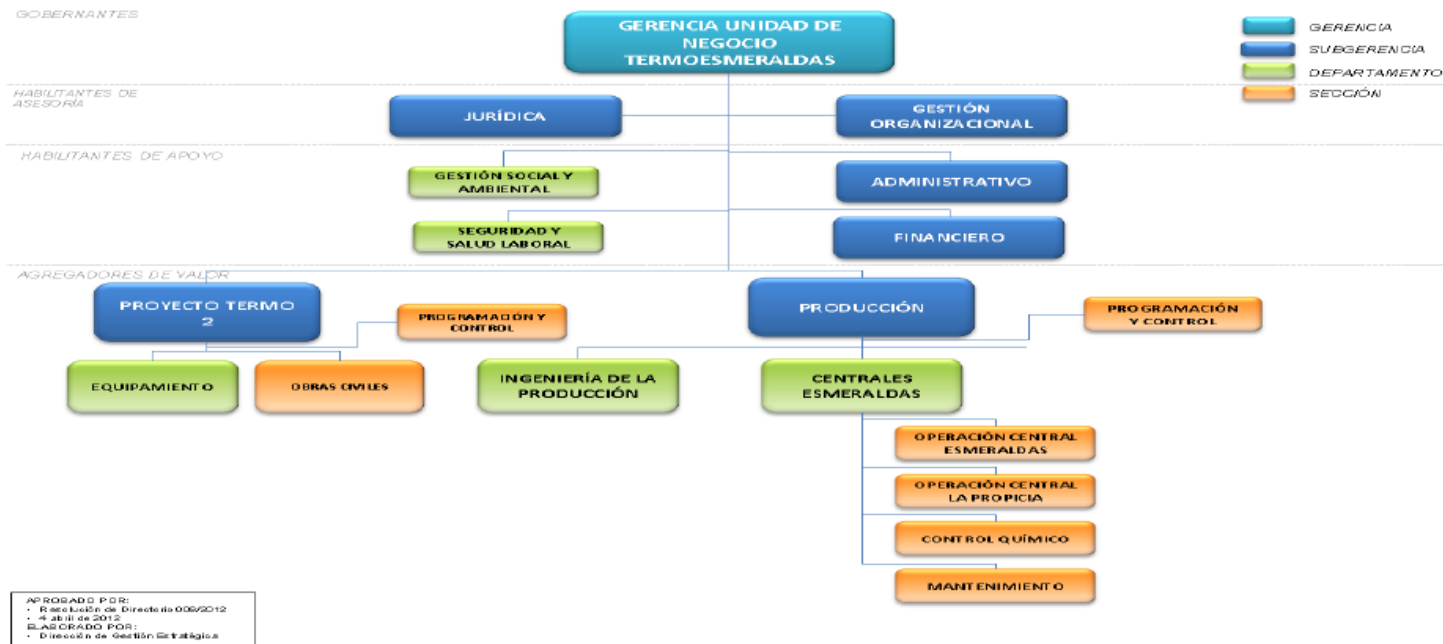 GOBERNANTES
GERENCIA UNIDAD DE
NEGOCIO
TERMOESMERALDAS
GERENCIA
SUBGERENCIA
DEPARTAMENTO
SECCIÓN
HABILITANTES DE
ASESORÍA
JURÍDICA
GESTIÓN
ORGANIZACIONAL
HABILITANTES DE APOYO
GESTIÓN SOCIAL Y
AMBIENTAL
ADMINISTRATIVO
SEGURIDAD Y
SALUD LABORAL
FINANCIERO
AGREGADORES DE VALOR
PROYECTO TERMO
2
PROGRAMACIÓN Y
CONTROL
PRODUCCIÓN
PROGRAMACIÓN
Y CONTROL
EQUIPAMIENTO
OBRAS CIVILES
INGENIERÍA DE LA
PRODUCCIÓN
CENTRALES
ESMERALDAS
OPERACIÓN CENTRAL
ESMERALDAS
OPERACIÓN CENTRAL
LA PROPICIA
CONTROL QUÍMICO
MANTENIMIENTO
APROBADO POR:
• Resolución de Directorio 009/2012
• 4 abril de 2012
ELABORADO POR:
• Dirección de Gestión Estratégica